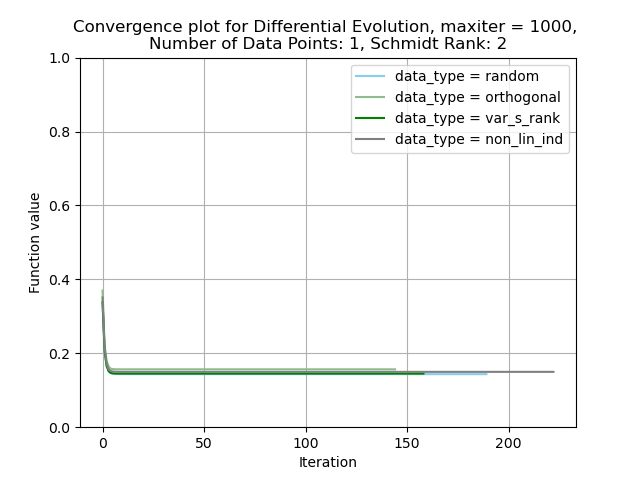 Convergence plot for Differential Evolution, maxiter = 1000,
Number of Data Points: 1, Schmidt Rank: 2
1.0
0.8
0.6
0.4
0.2
0.0
Function value
data_type = random
data_type = orthogonal
data_type = var_s_rank
data_type = non_lin_ind
0
50
100
150
200
Iteration